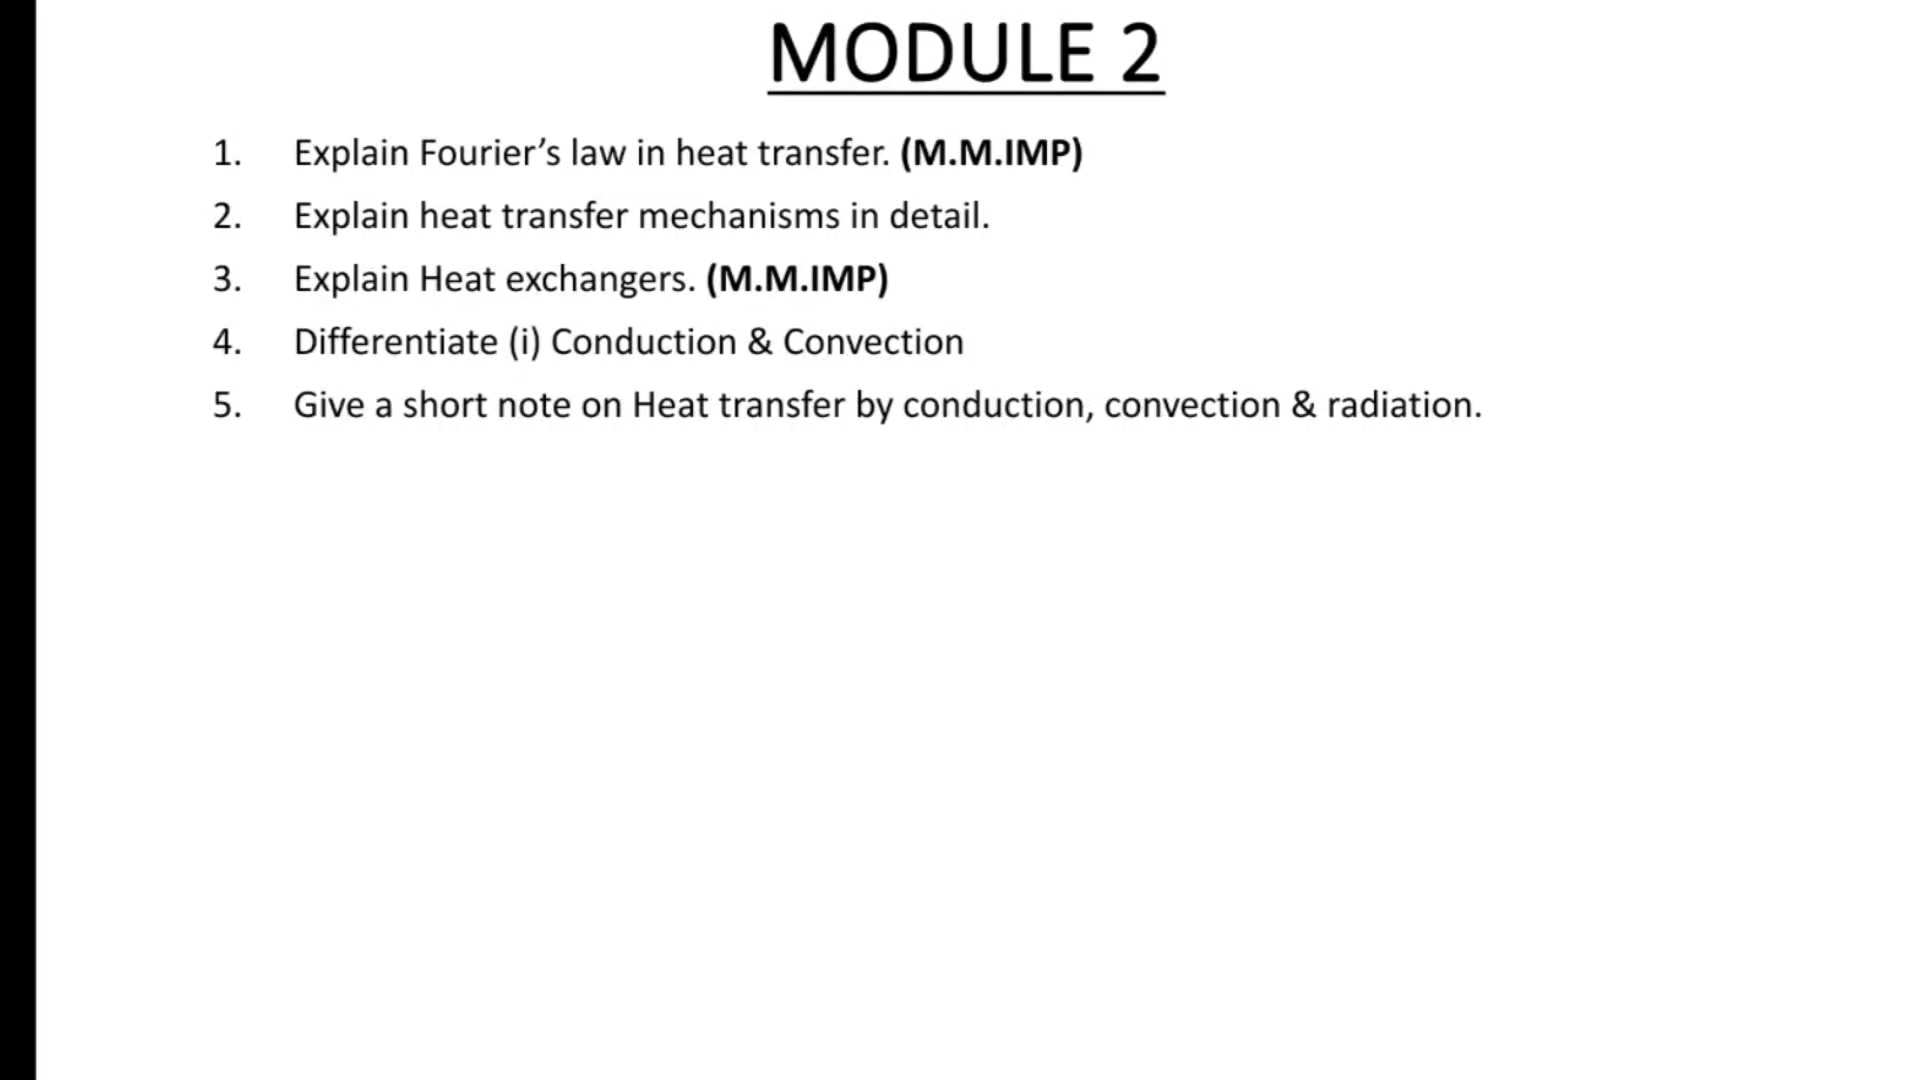 MODULE 2
1. Explain Fourier’s law in heat transfer. (M.M.IMP)
2. Explain heat transfer mechanisms in detail.
3. Explain Heat exchangers. (M.M.IMP)
4. Differentiate (i) Conduction & Convection
5. Give a short note on Heat transfer by conduction, convection & radiation.